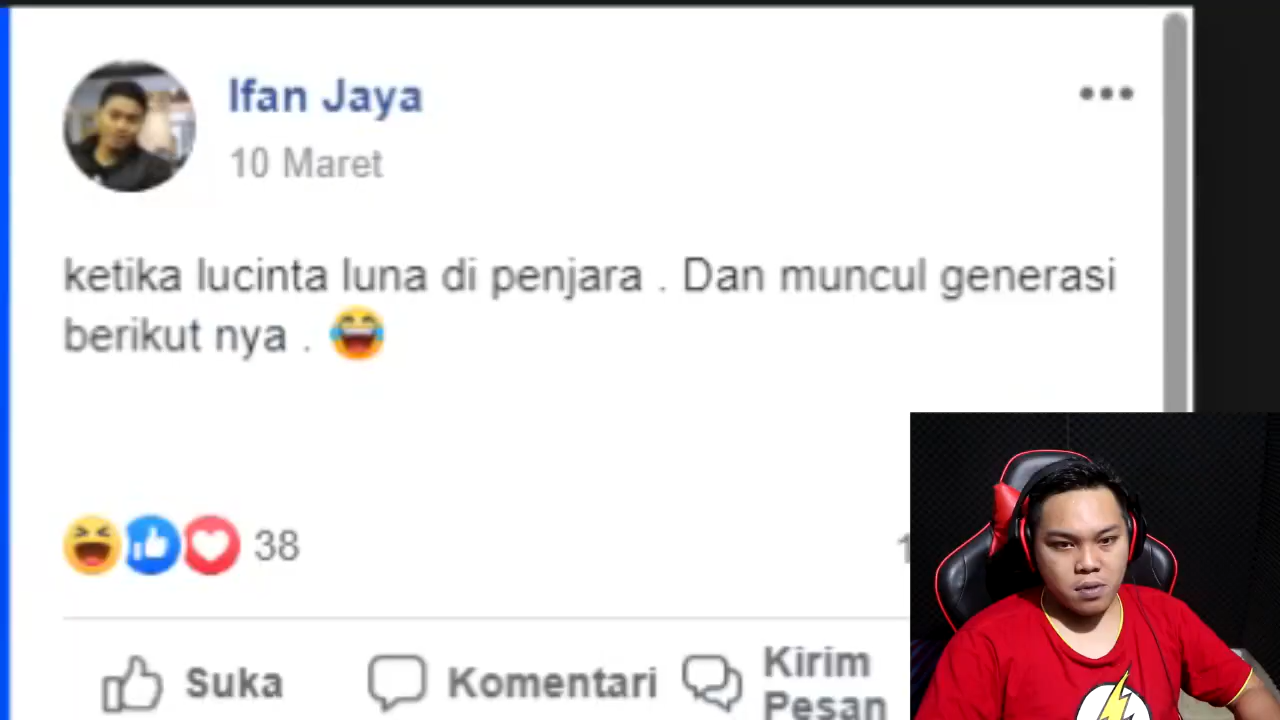 Ifan Jaya
10 Maret
ketika lucinta luna di penjara . Dan muncul generasi
berikut nya . 😂
38
Suka
Komentari
Kirim
Pesan